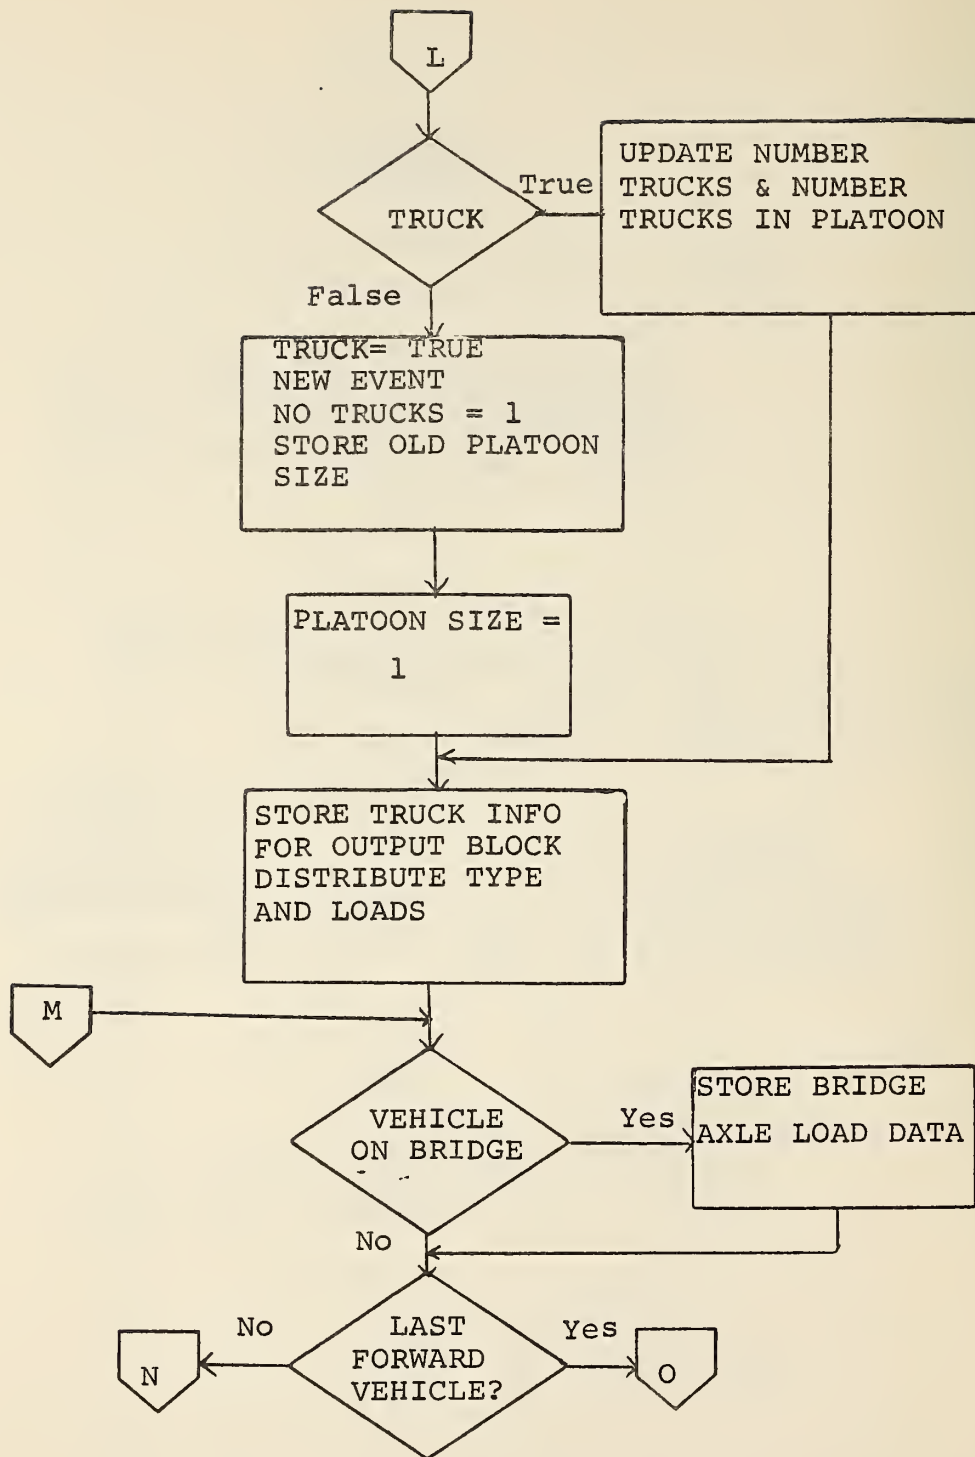 L
TRUCK
True
UPDATE NUMBER
TRUCKS & NUMBER
TRUCKS IN PLATOON
False
TRUCK= TRUE
NEW EVENT
NO TRUCKS = 1
STORE OLD PLATOON
SIZE
PLATOON SIZE =
1
STORE TRUCK INFO
FOR OUTPUT BLOCK
DISTRIBUTE TYPE
AND LOADS
M
VEHICLE
ON BRIDGE
Yes
STORE BRIDGE
AXLE LOAD DATA
No
LAST
FORWARD
VEHICLE?
No
N
Yes
O